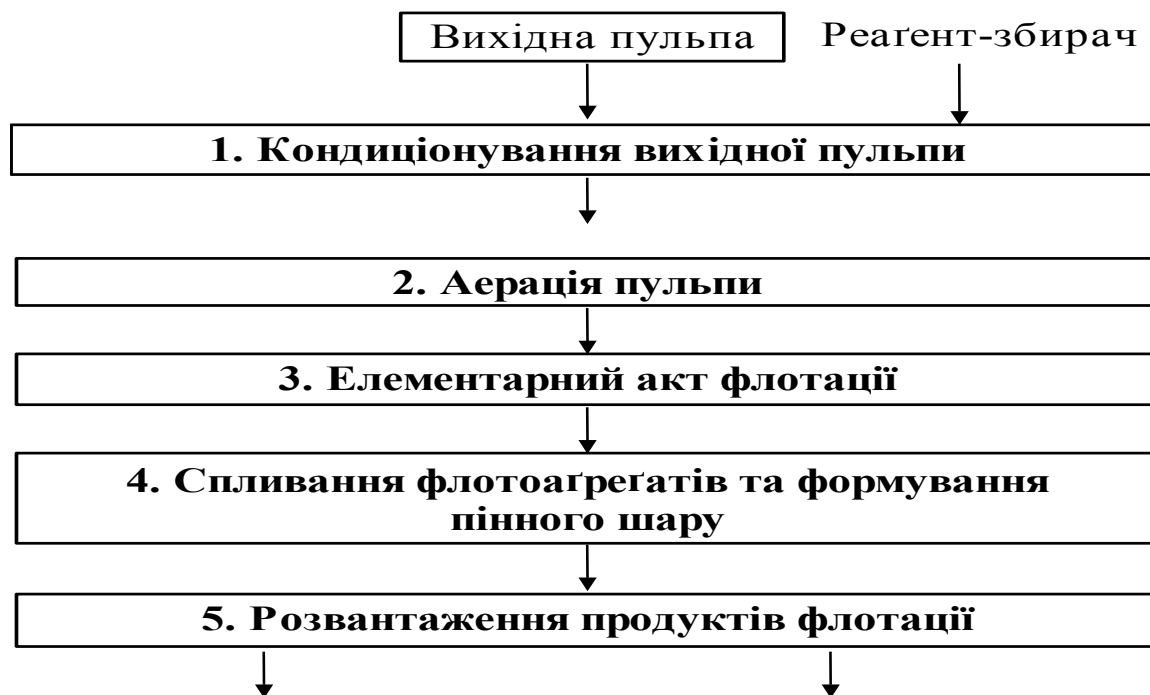 Вихідна пульпа
Реаґент-збирач
1. Кондиціонування вихідної пульпи
2. Аерація пульпи
3. Елементарний акт флотації
4. Спливання флотоаґреґатів та формування
пінного шару
5. Розвантаження продуктів флотації